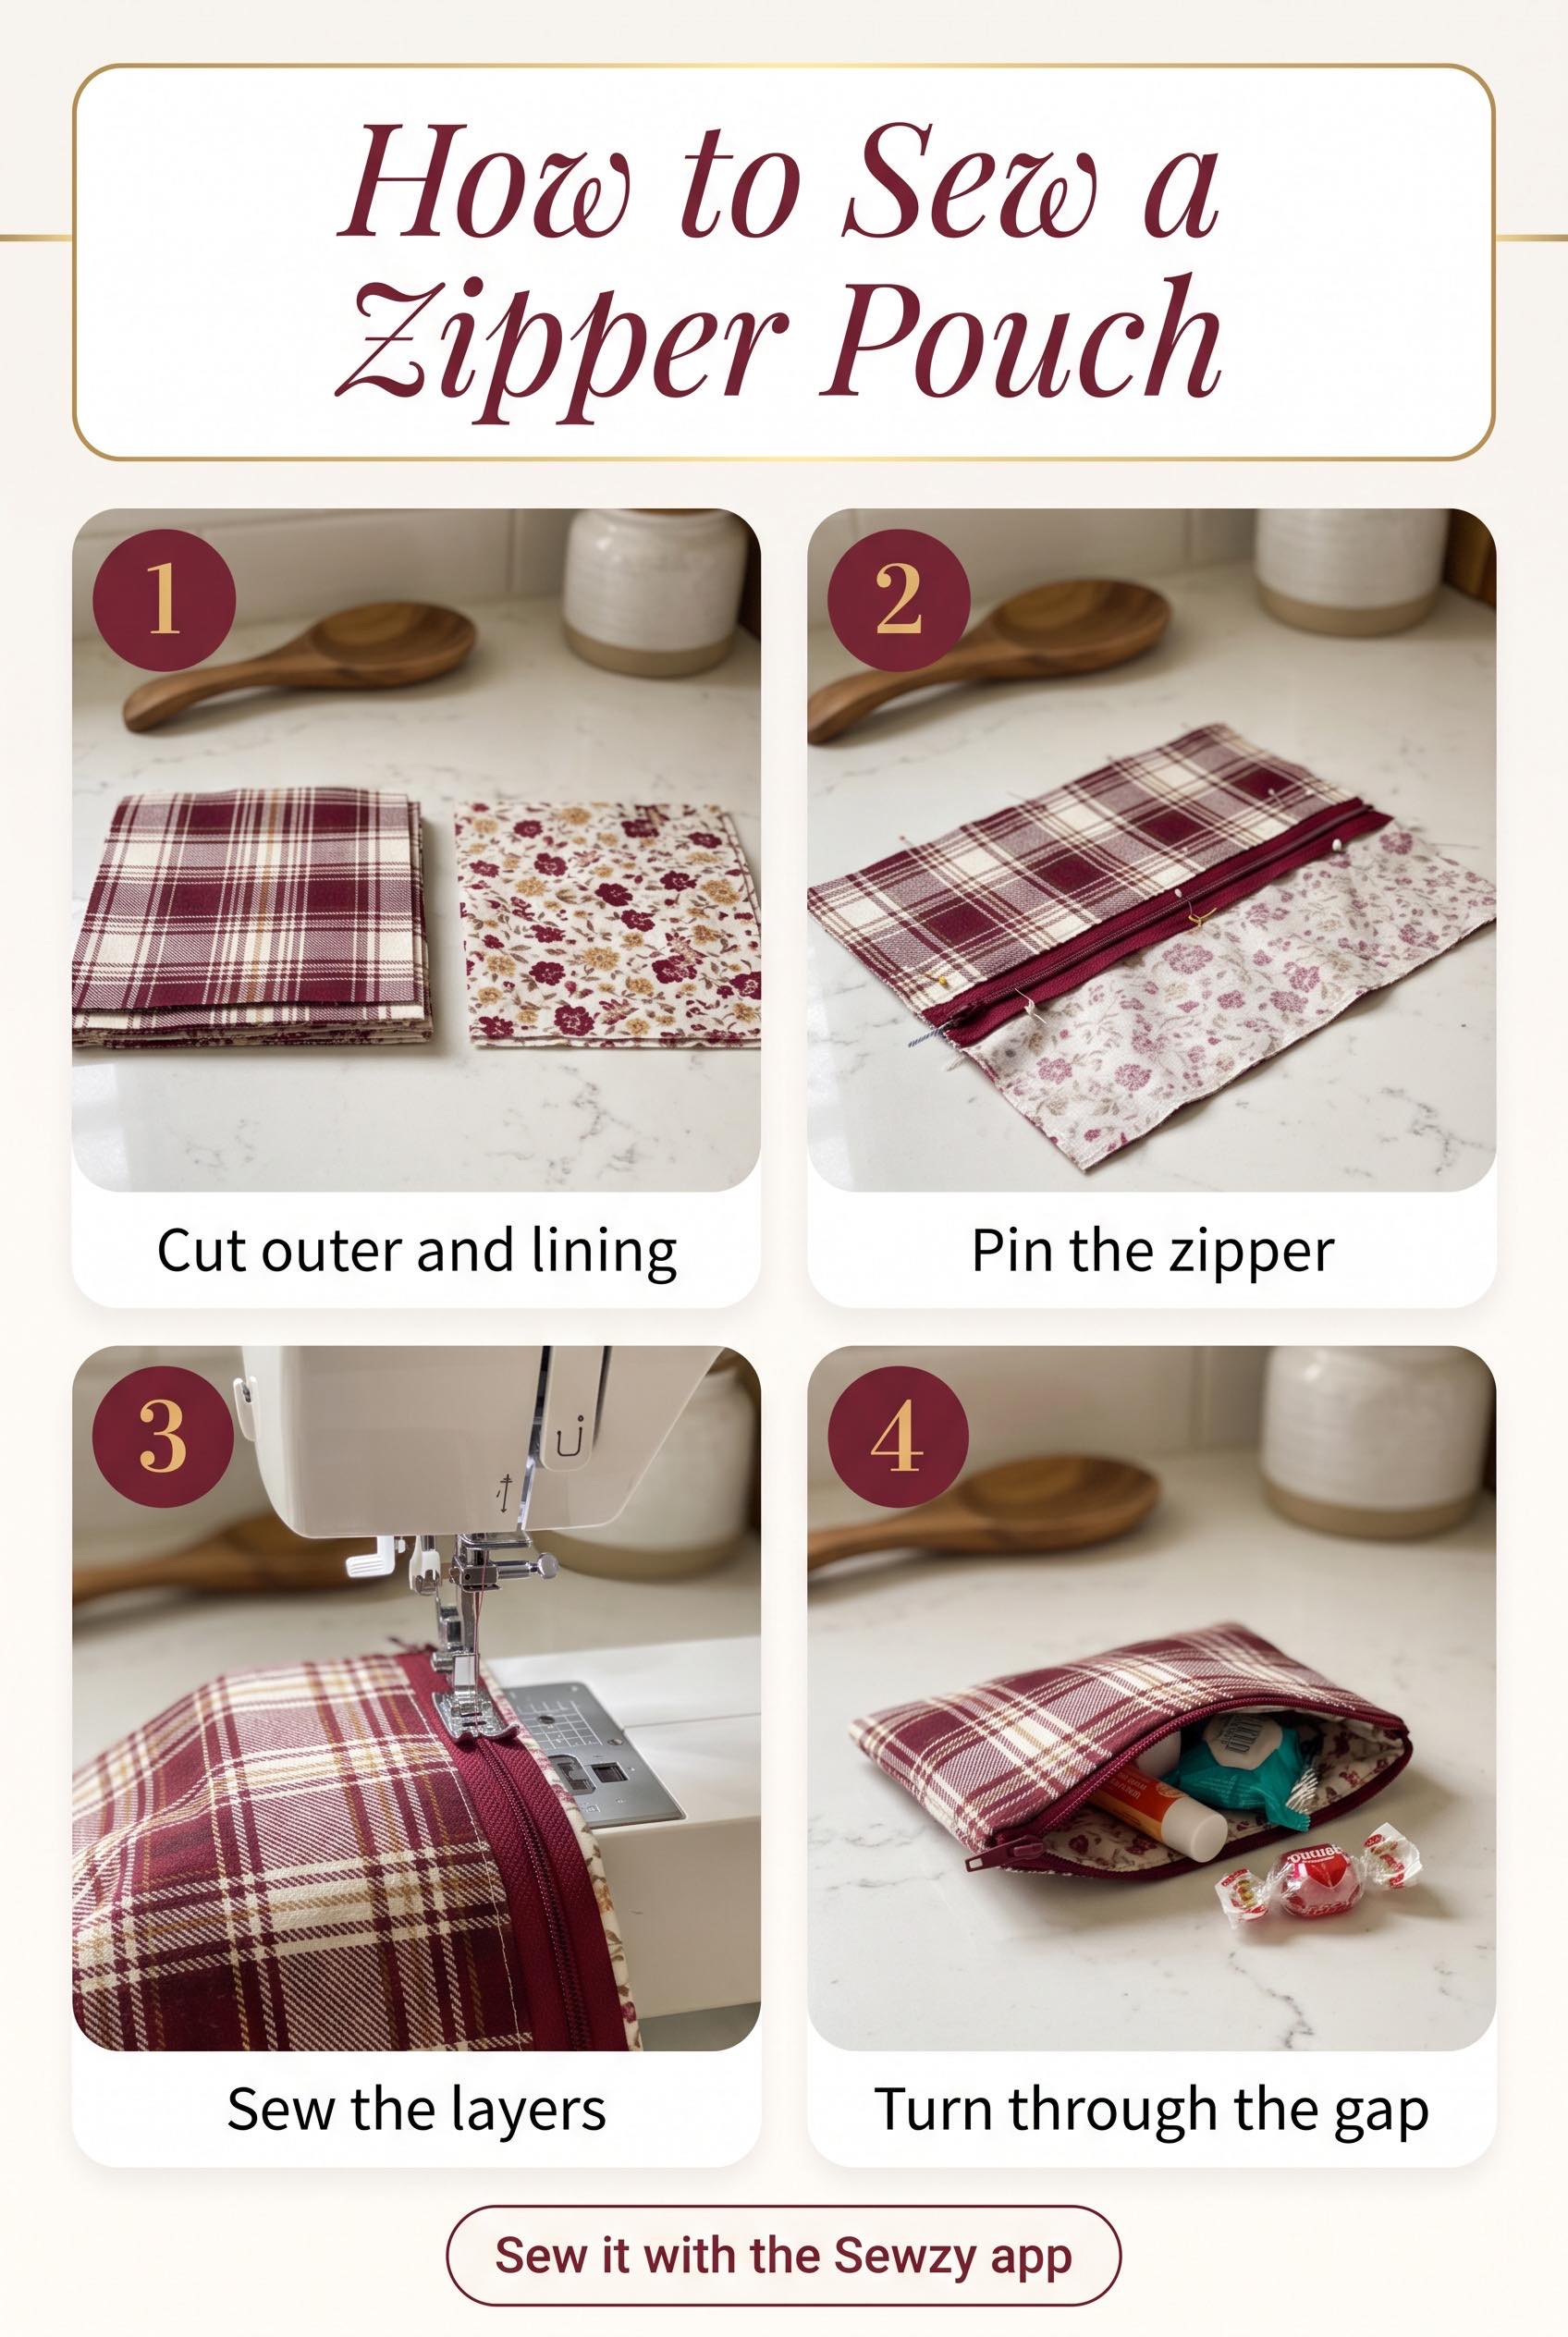 How to Sew a
Zipper Pouch
1
2
Cut outer and lining
Pin the zipper
3
4
Sew the layers
Turn through the gap
Sew it with the Sewzy app